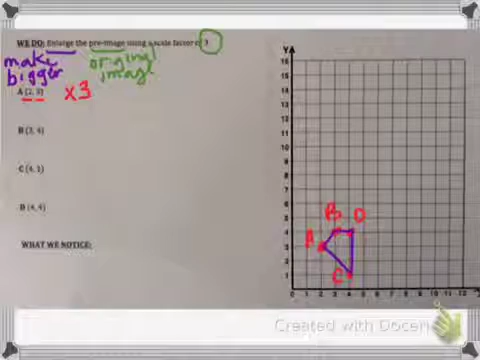 WE DO: Enlarge the pre-image using a scale factor of 3
make original
bigger image
A (2, 3) x3
B (3, 4)
C (4, 1)
D (4, 4)
WHAT WE NOTICE:
Y
16
15
14
13
12
11
10
9
8
7
6
5
4
3
2
1
B D
A
C
0 1 2 3 4 5 6 7 8 9 10 11 12
Created with Docen